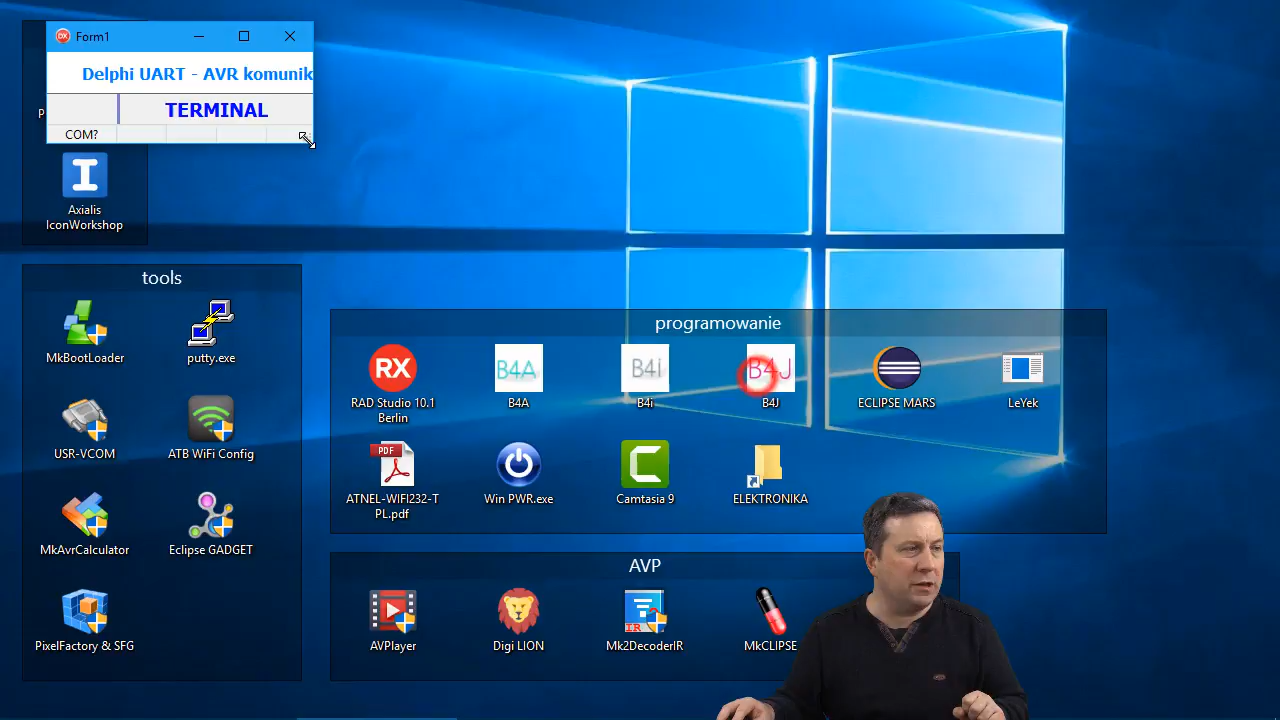 Form1
Delphi UART - AVR komunik
TERMINAL
COM?
P
Axialis
IconWorkshop
tools
MkBootLoader
putty.exe
USR-VCOM
ATB WiFi Config
MkAvrCalculator
Eclipse GADGET
PixelFactory & SFG
programowanie
RX
RAD Studio 10.1
Berlin
B4A
B4A
B4i
B4i
B4J
B4J
ECLIPSE MARS
LeYek
PDF
ATNEL-WIFI232-T
PL.pdf
Win PWR.exe
Camtasia 9
ELEKTRONIKA
AVP
AVPlayer
Digi LION
IR
Mk2DecoderIR
MkCLIPSE